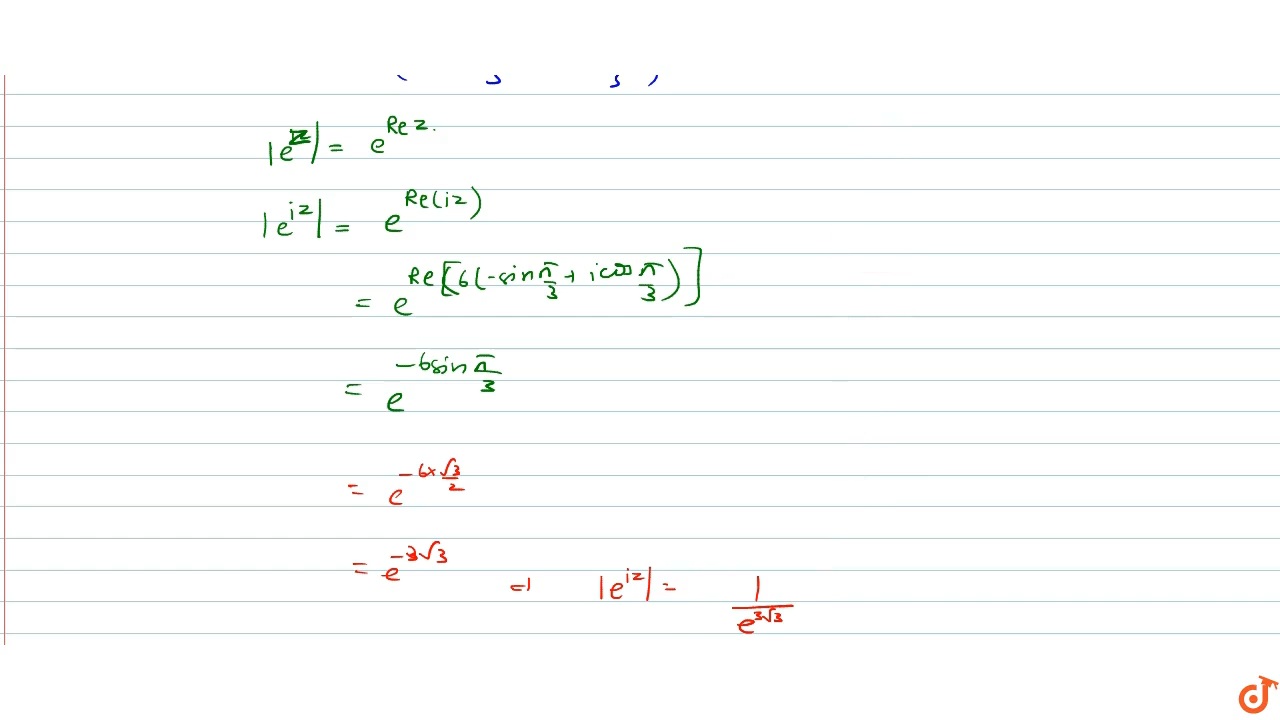 |e^z| = e^{Re z}.
|e^{iz}| = e^{Re(iz)}
= e^{Re[6(-sin π/3 + i cos π/3)]}
= e^{-6 sin π/3}
= e^{-6×√3/2}
= e^{-3√3} ⇒ |e^{iz}| = 1/e^{3√3}